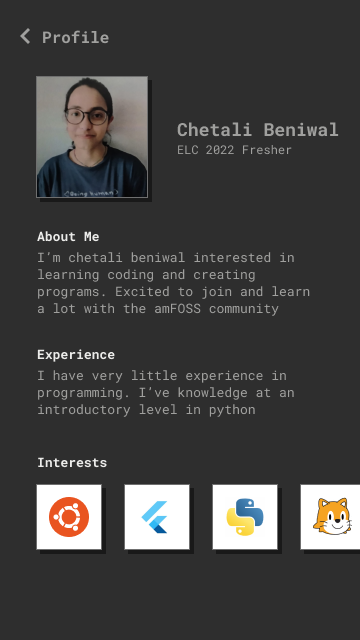 Profile
Chetali Beniwal
ELC 2022 Fresher
<Being human>
About Me
I'm chetali beniwal interested in
learning coding and creating
programs. Excited to join and learn
a lot with the amFOSS community
Experience
I have very little experience in
programming. I've knowledge at an
introductory level in python
Interests